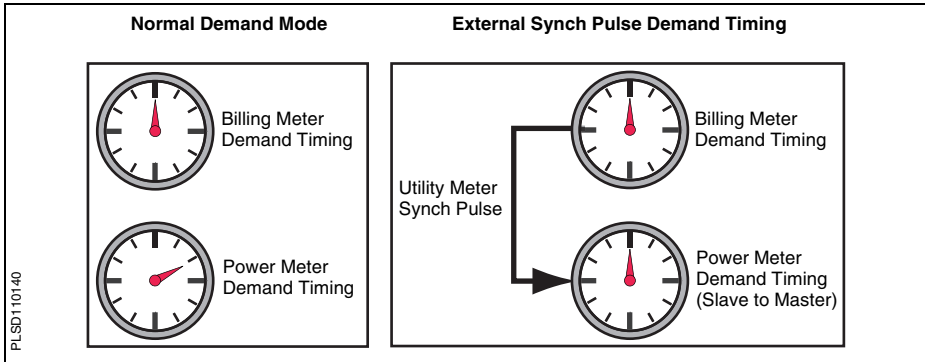 Normal Demand Mode
External Synch Pulse Demand Timing
Billing Meter
Demand Timing
Power Meter
Demand Timing
Billing Meter
Demand Timing
Utility Meter
Synch Pulse
Power Meter
Demand Timing
(Slave to Master)
PLSD110140